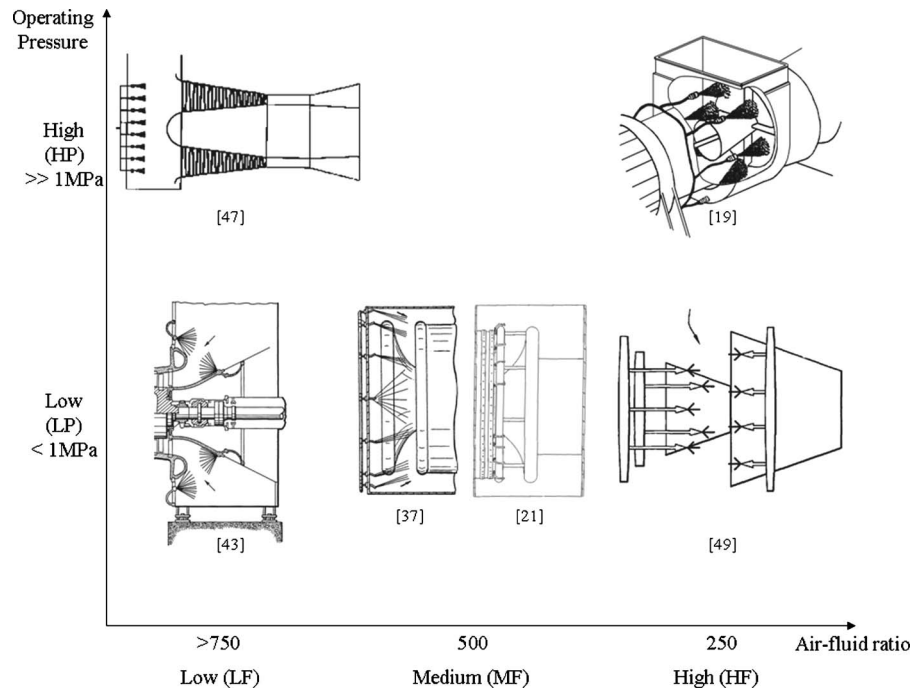 Operating
Pressure
High
(HP)
>> 1MPa
[47]
[19]
Low
(LP)
< 1MPa
[43]
[37]
[21]
[49]
>750
500
250
Air-fluid ratio
Low (LF)
Medium (MF)
High (HF)